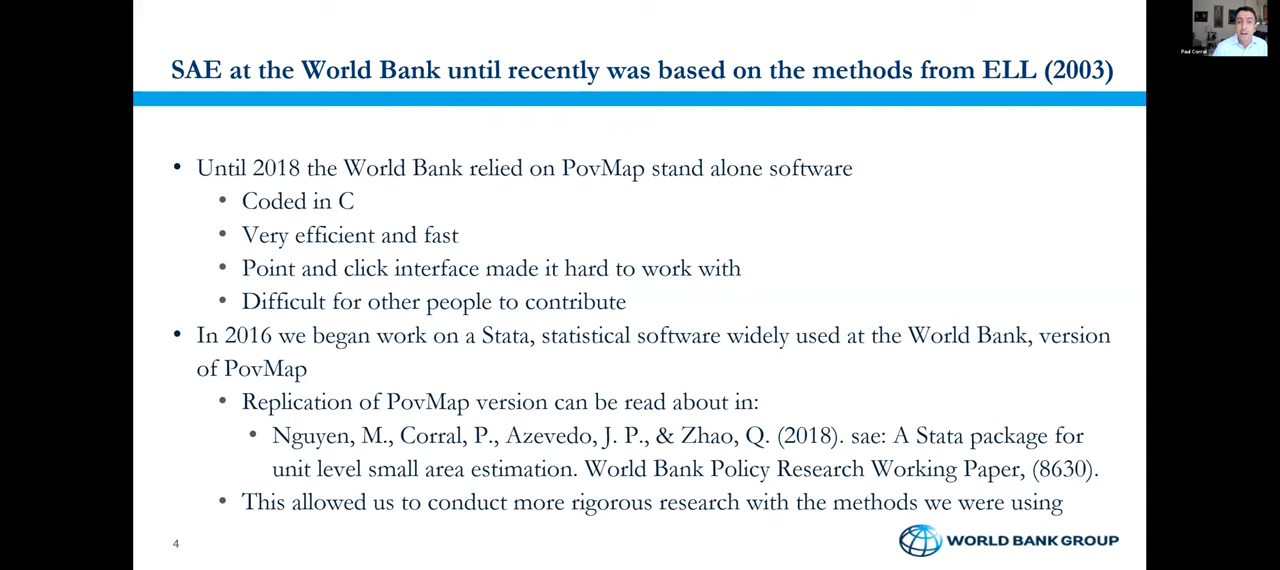 SAE at the World Bank until recently was based on the methods from ELL (2003)
• Until 2018 the World Bank relied on PovMap stand alone software
• Coded in C
• Very efficient and fast
• Point and click interface made it hard to work with
• Difficult for other people to contribute
• In 2016 we began work on a Stata, statistical software widely used at the World Bank, version
of PovMap
• Replication of PovMap version can be read about in:
• Nguyen, M., Corral, P., Azevedo, J. P., & Zhao, Q. (2018). sae: A Stata package for
unit level small area estimation. World Bank Policy Research Working Paper, (8630).
• This allowed us to conduct more rigorous research with the methods we were using
4
WORLD BANK GROUP
Paul Corral